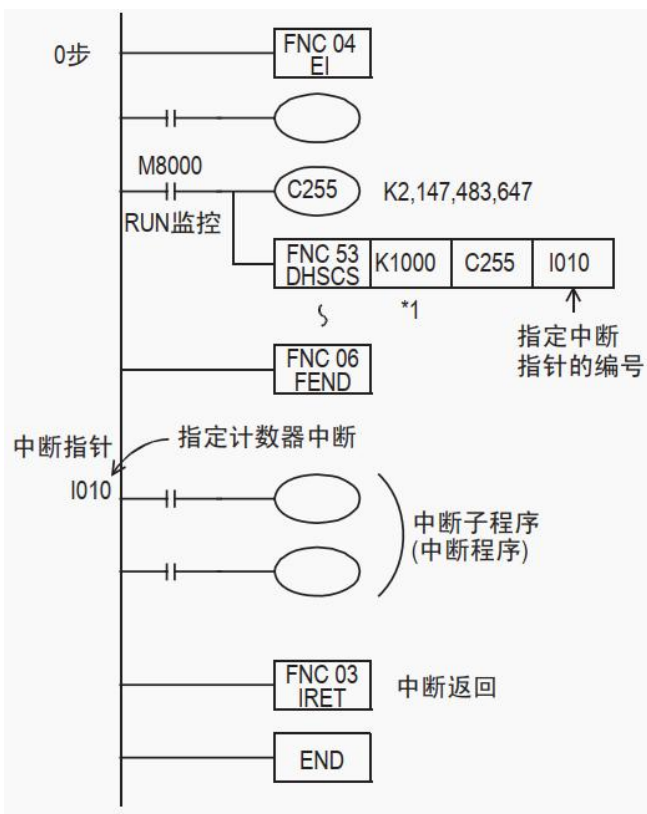 0步
FNC 04
EI
M8000
C255
K2,147,483,647
RUN监控
FNC 53
DHSCS
K1000
C255
I010
*1
指定中断
指针的编号
FNC 06
FEND
中断指针
指定计数器中断
I010
中断子程序
(中断程序)
FNC 03
IRET
中断返回
END